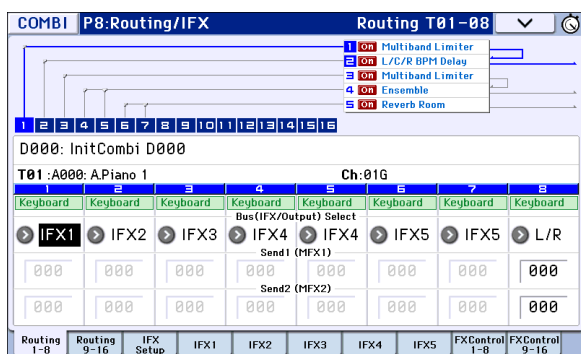 COMBI P8:Routing/IFX Routing T01-08
1 On Multiband Limiter
2 On L/C/R BPM Delay
3 On Multiband Limiter
4 On Ensemble
5 On Reverb Room
1 2 3 4 5 6 7 8 9 10 11 12 13 14 15 16
D000: InitCombi D000
T01 :A000: A.Piano 1 Ch:01G
1 2 3 4 5 6 7 8
Keyboard Keyboard Keyboard Keyboard Keyboard Keyboard Keyboard Keyboard
Bus(IFX/Output) Select
IFX1 IFX2 IFX3 IFX4 IFX4 IFX5 IFX5 L/R
Send1 (MFX1)
000 000 000 000 000 000 000 000
Send2 (MFX2)
000 000 000 000 000 000 000 000
Routing 1-8 Routing 9-16 IFX Setup IFX1 IFX2 IFX3 IFX4 IFX5 FXControl 1-8 FXControl 9-16